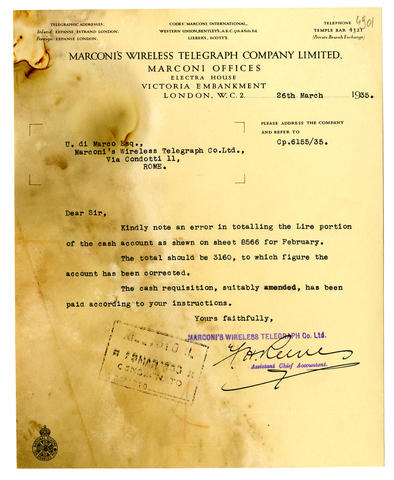 6901
TELEGRAPHIC ADDRESSES:
Inland: EXPANSE, ESTRAND, LONDON.
Foreign: EXPANSE LONDON.
CODES: MARCONI INTERNATIONAL,
WESTERN UNION, BENTLEY'S, A.B.C. 5th & 6th Ed.
LIEBERS, SCOTTS.
TELEPHONE
TEMPLE BAR 4321
(Private Branch Exchange)
MARCONI'S WIRELESS TELEGRAPH COMPANY LIMITED.
MARCONI OFFICES
ELECTRA HOUSE
VICTORIA EMBANKMENT
LONDON, W.C.2. 26th March 1935.
PLEASE ADDRESS THE COMPANY
AND REFER TO
Cp.6155/35.
U. di Marco Esq.,
Marconi's Wireless Telegraph Co.Ltd.,
Via Condotti 11,
ROME.
Dear Sir,
Kindly note an error in totalling the Lire portion
of the cash account as shewn on sheet 8566 for February.
The total should be 3160, to which figure the
account has been corrected.
The cash requisition, suitably amended, has been
paid according to your instructions.
Yours faithfully,
MARCONI'S WIRELESS TELEGRAPH Co. Ltd.
Assistant Chief Accountant.